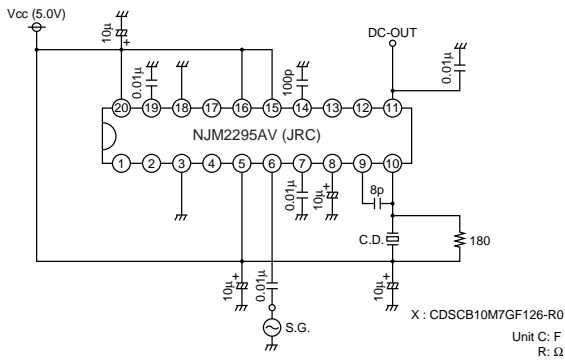 Vcc (5.0V)
10µ
+
0.01µ
100p
DC-OUT
0.01µ
20 19 18 17 16 15 14 13 12 11
NJM2295AV (JRC)
1 2 3 4 5 6 7 8 9 10
0.01µ
10µ
+
8p
C.D.
180
10µ
+
0.01µ
10µ
+
S.G.
X : CDSCB10M7GF126-R0
Unit C: F
R: Ω